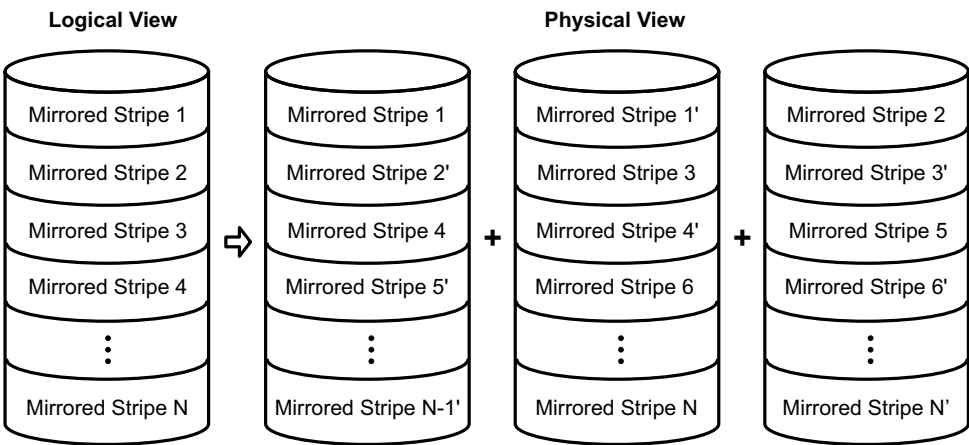 Logical View
Physical View
Mirrored Stripe 1
Mirrored Stripe 2
Mirrored Stripe 3
Mirrored Stripe 4
Mirrored Stripe N
Mirrored Stripe 1
Mirrored Stripe 2'
Mirrored Stripe 4
Mirrored Stripe 5'
Mirrored Stripe N-1'
+
Mirrored Stripe 1'
Mirrored Stripe 3
Mirrored Stripe 4'
Mirrored Stripe 6
Mirrored Stripe N
+
Mirrored Stripe 2
Mirrored Stripe 3'
Mirrored Stripe 5
Mirrored Stripe 6'
Mirrored Stripe N’